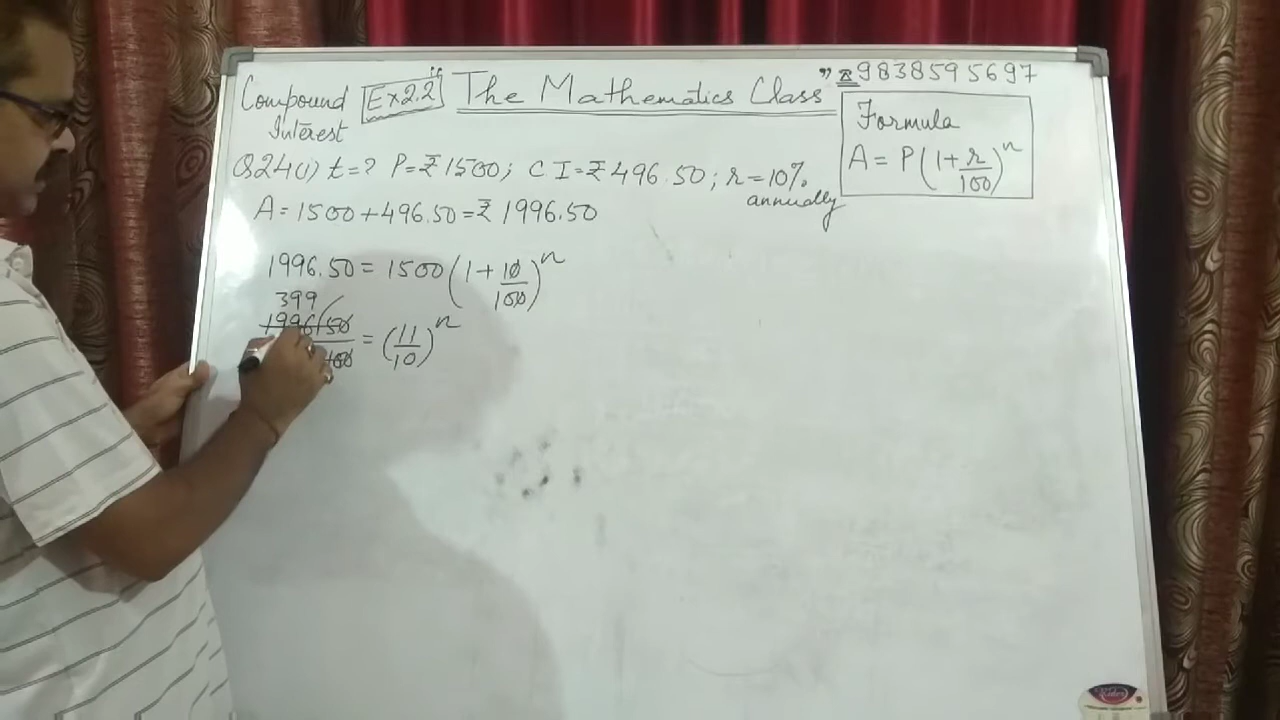 Compound Interest Ex 2.2 The Mathematics Class 9838595697
Formula
A = P(1 + r/100)^n
Q24(i) t = ? P = ₹1500; C I = ₹496.50; r = 10% annually
A = 1500 + 496.50 = ₹ 1996.50
1996.50 = 1500(1 + 10/100)^n
399
= (11/10)^n